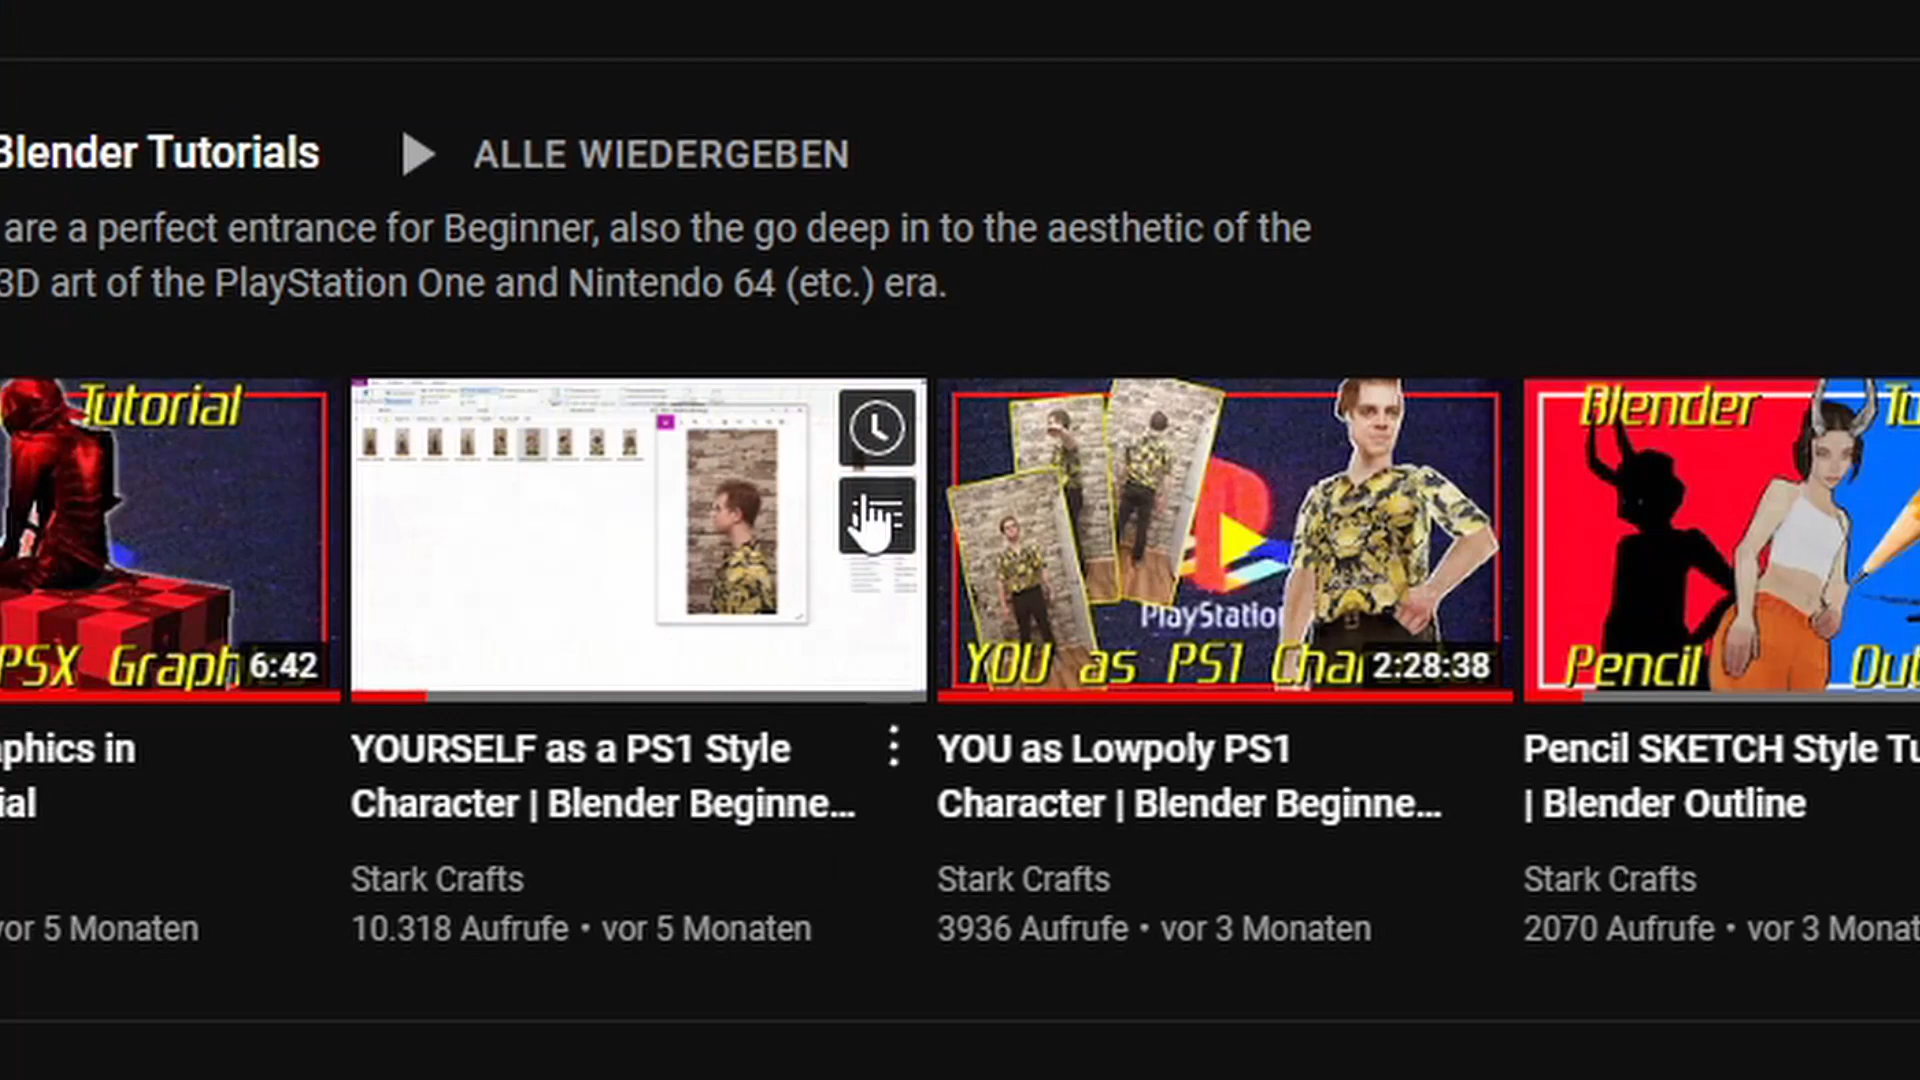 Blender Tutorials
ALLE WIEDERGEBEN
are a perfect entrance for Beginner, also the go deep in to the aesthetic of the
3D art of the PlayStation One and Nintendo 64 (etc.) era.
Tutorial
PSX Graph
6:42
PlayStation
YOU as PS1 Char
2:28:38
Blender Tu
Pencil Out
phics in
ial
vor 5 Monaten
YOURSELF as a PS1 Style
Character | Blender Beginne...
Stark Crafts
10.318 Aufrufe • vor 5 Monaten
YOU as Lowpoly PS1
Character | Blender Beginne...
Stark Crafts
3936 Aufrufe • vor 3 Monaten
Pencil SKETCH Style Tu
| Blender Outline
Stark Crafts
2070 Aufrufe • vor 3 Monat